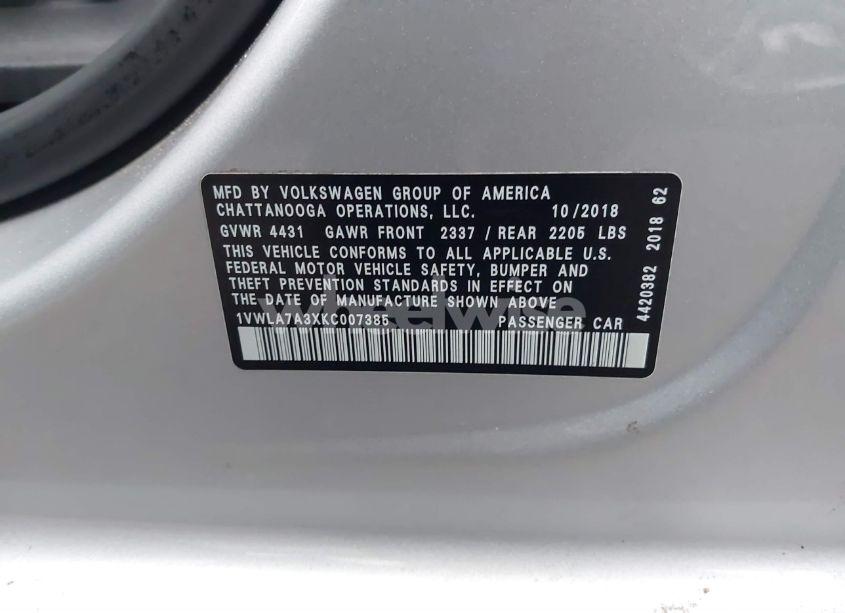 MFD BY VOLKSWAGEN GROUP OF AMERICA
CHATTANOOGA OPERATIONS, LLC. 10/2018
GVWR 4431 GAWR FRONT 2337 / REAR 2205 LBS
THIS VEHICLE CONFORMS TO ALL APPLICABLE U.S.
FEDERAL MOTOR VEHICLE SAFETY, BUMPER AND
THEFT PREVENTION STANDARDS IN EFFECT ON
THE DATE OF MANUFACTURE SHOWN ABOVE
1VWLA7A3XKC007385 PASSENGER CAR
4420382 2018 62
wheelwise